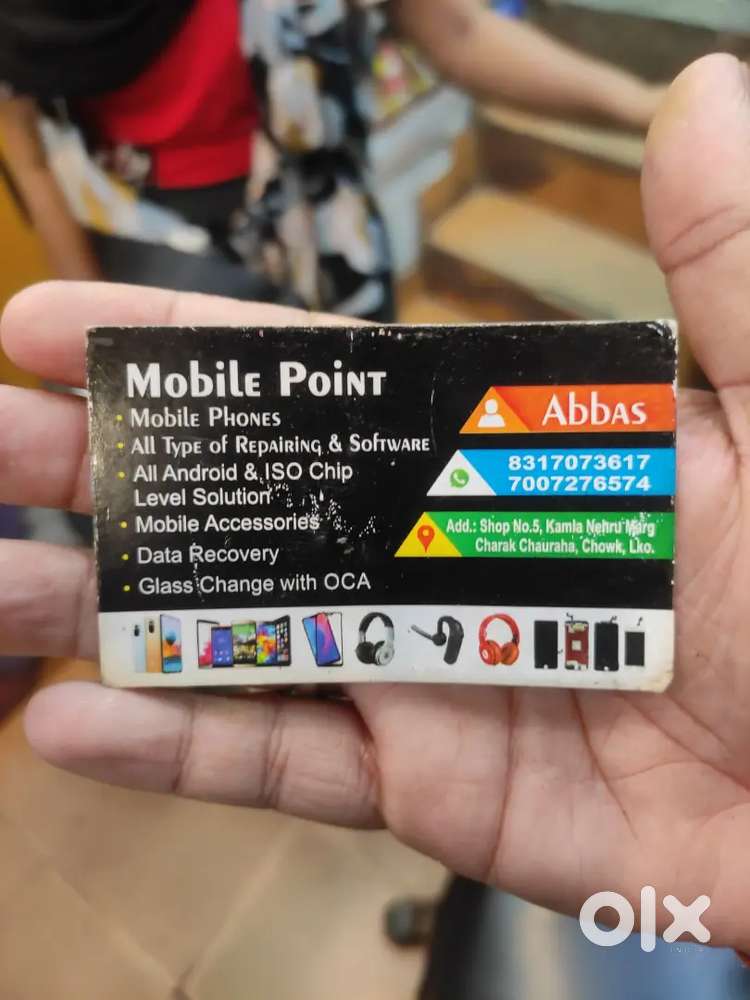 Mobile Point
• Mobile Phones
• All Type of Repairing & Software
• All Android & ISO Chip
Level Solution
• Mobile Accessories
• Data Recovery
• Glass Change with OCA
Abbas
8317073617
7007276574
Add.: Shop No.5, Kamla Nehru Marg
Charak Chauraha, Chowk, Lko.
olx
INDIA